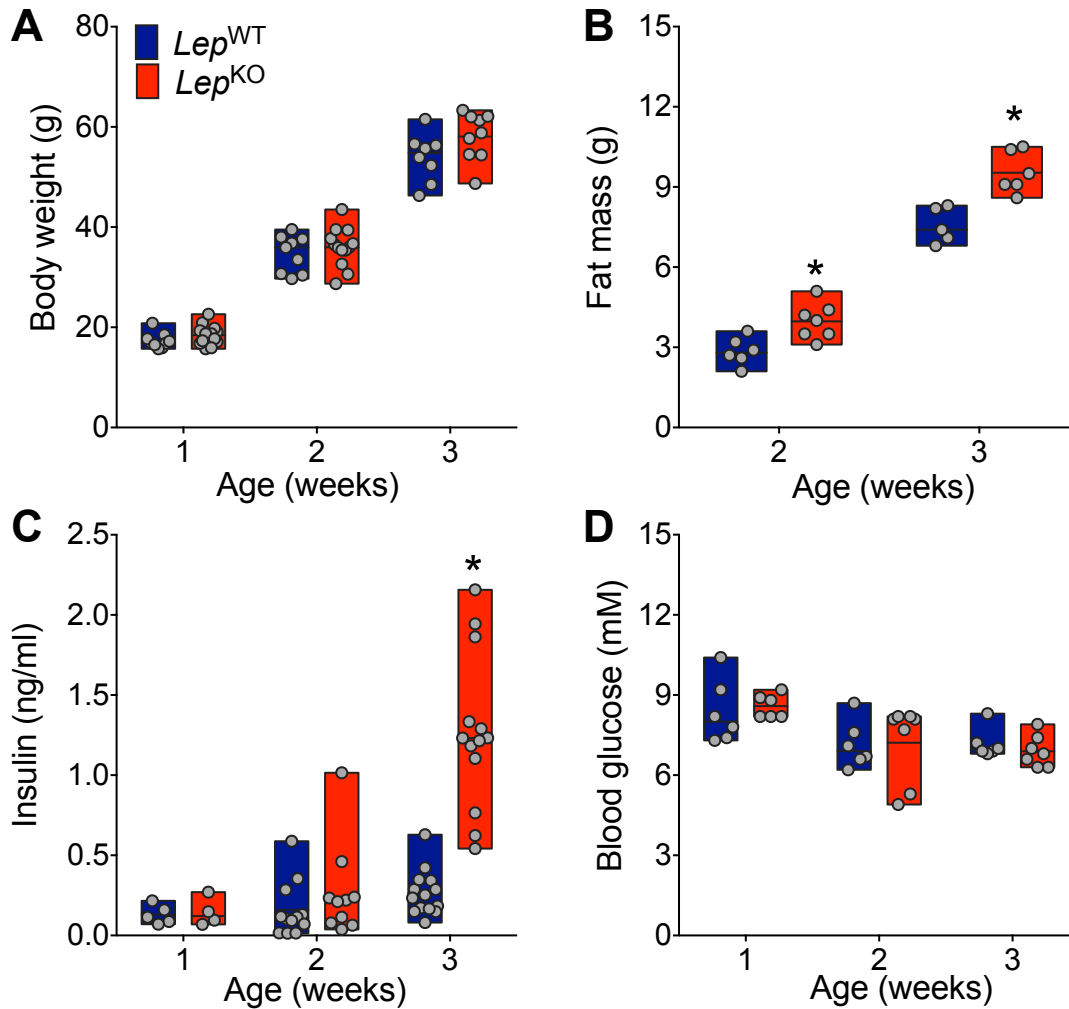 A
Body weight (g)
80
60
40
20
0
Lep^WT
Lep^KO
1 2 3
Age (weeks)
B
Fat mass (g)
15
12
9
6
3
0
*
*
2 3
Age (weeks)
C
Insulin (ng/ml)
2.5
2.0
1.5
1.0
0.5
0.0
*
1 2 3
Age (weeks)
D
Blood glucose (mM)
15
12
9
6
3
0
1 2 3
Age (weeks)